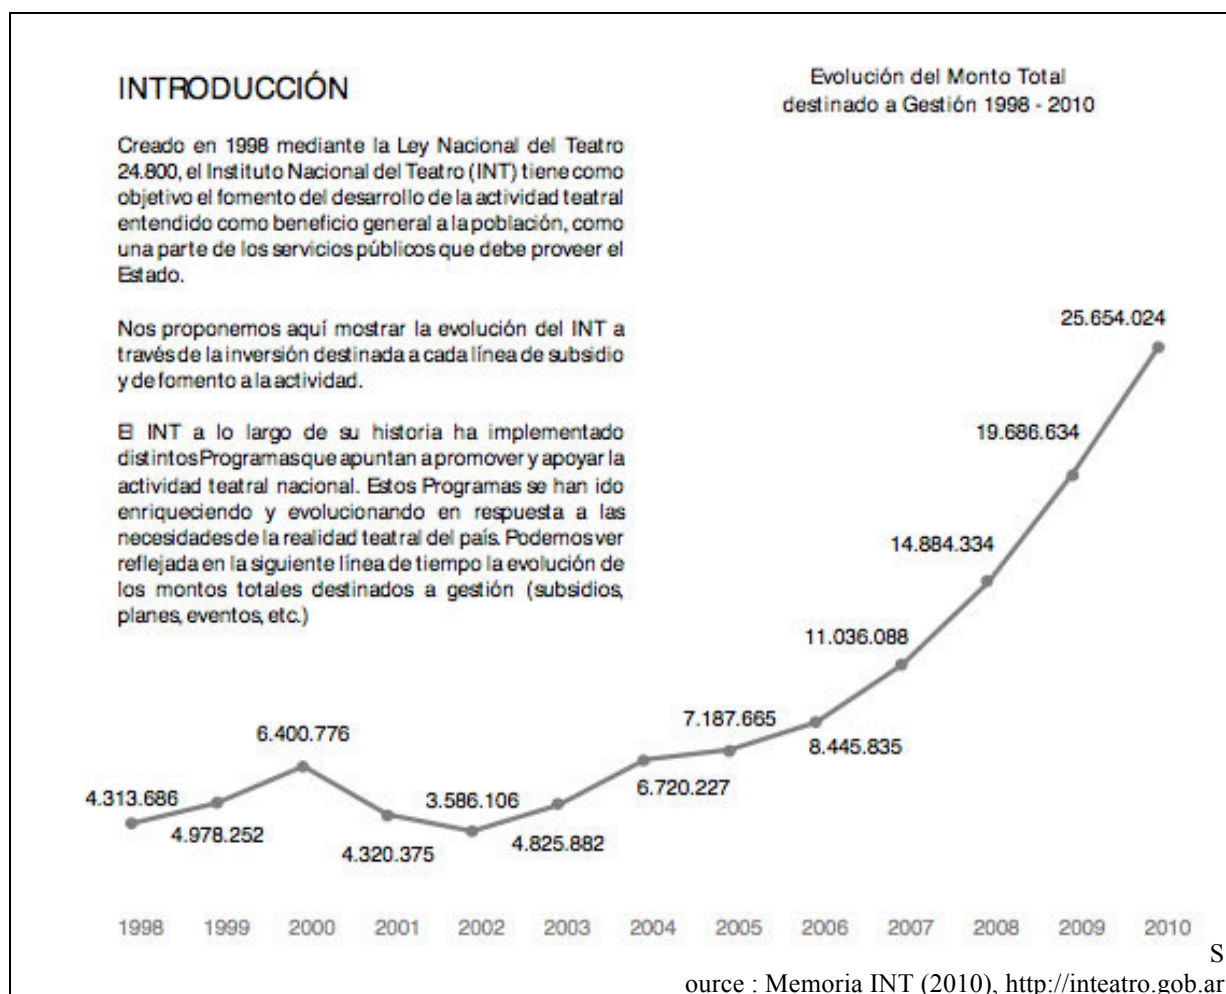 INTRODUCCIÓN
Creado en 1998 mediante la Ley Nacional del Teatro
24.800, el Instituto Nacional del Teatro (INT) tiene como
objetivo el fomento del desarrollo de la actividad teatral
entendido como beneficio general a la población, como
una parte de los servicios públicos que debe proveer el
Estado.
Nos proponemos aquí mostrar la evolución del INT a
través de la inversión destinada a cada línea de subsidio
y de fomento a la actividad.
El INT a lo largo de su historia ha implementado
distintos Programas que apuntan a promover y apoyar la
actividad teatral nacional. Estos Programas se han ido
enriqueciendo y evolucionando en respuesta a las
necesidades de la realidad teatral del país. Podemos ver
reflejada en la siguiente línea de tiempo la evolución de
los montos totales destinados a gestión (subsidios,
planes, eventos, etc.)
Evolución del Monto Total
destinado a Gestión 1998 - 2010
4.313.686
4.978.252
6.400.776
4.320.375
3.586.106
4.825.882
6.720.227
7.187.665
8.445.835
11.036.088
14.884.334
19.686.634
25.654.024
1998 1999 2000 2001 2002 2003 2004 2005 2006 2007 2008 2009 2010
S
ource : Memoria INT (2010), http://inteatro.gob.ar